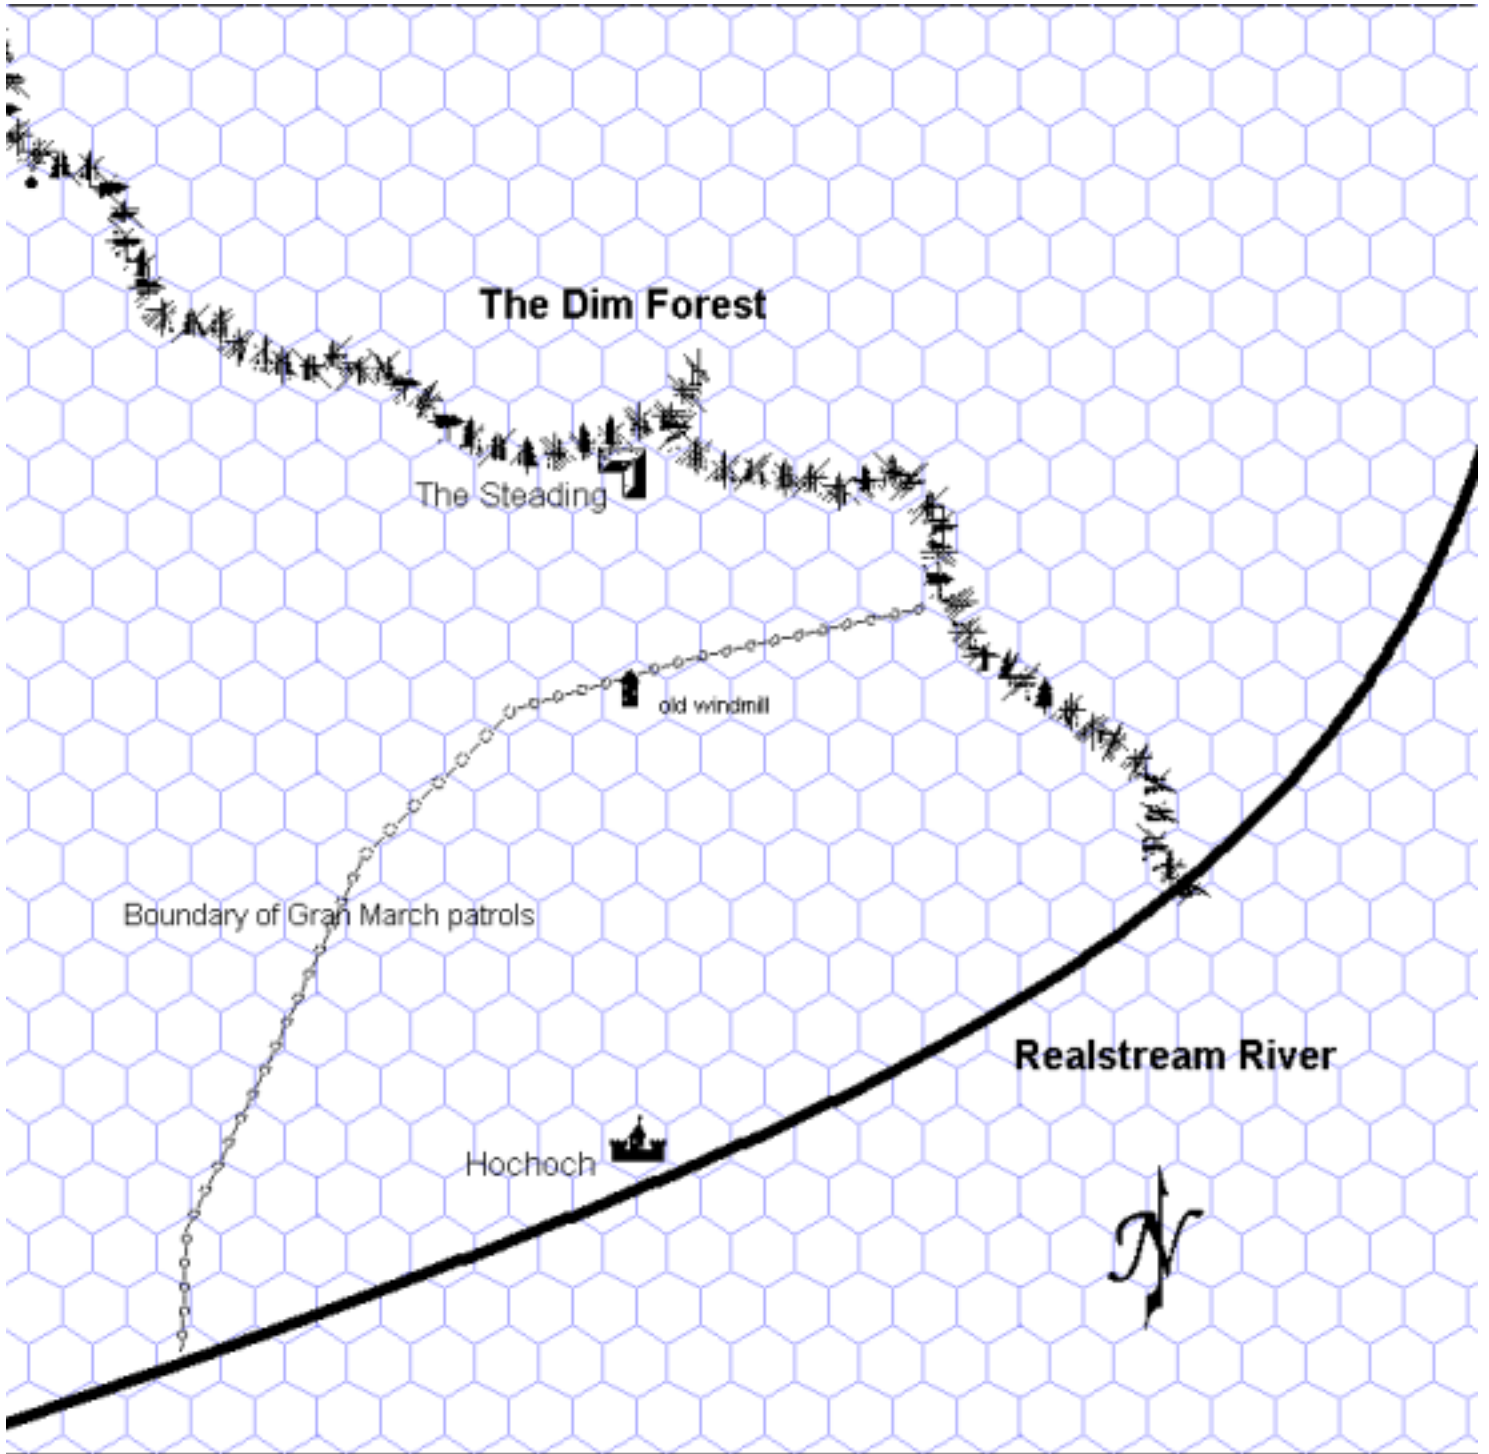 The Dim Forest
The Steading
old windmill
Boundary of Gran March patrols
Realstream River
Hochoch
N